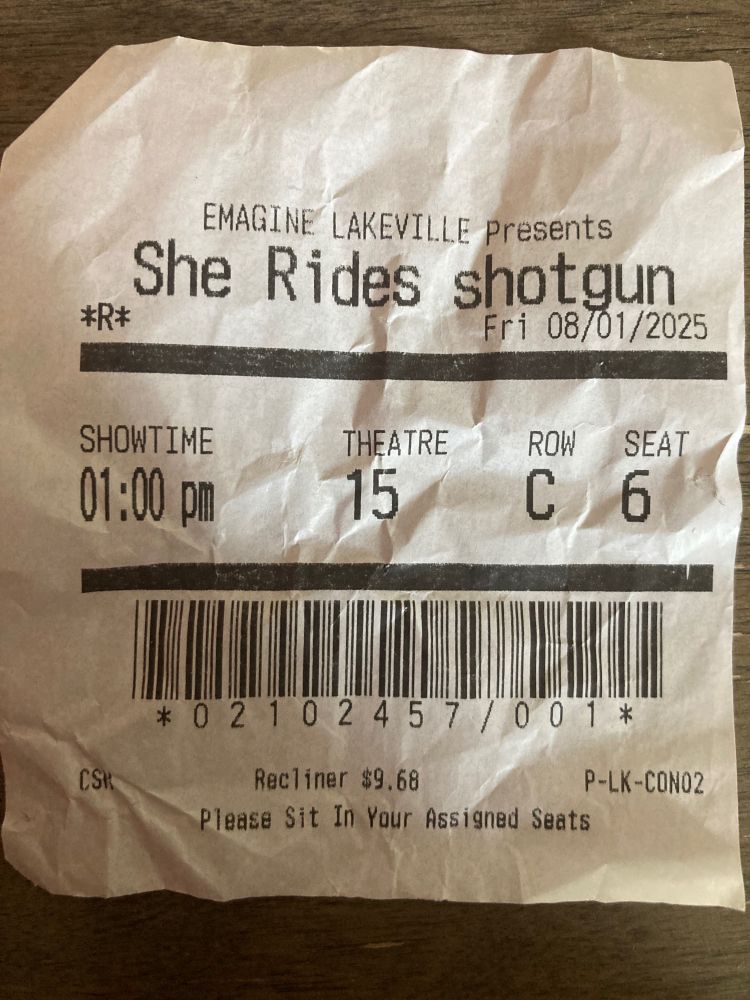 EMAGINE LAKEVILLE Presents
She Rides shotgun
*R* Fri 08/01/2025
SHOWTIME THEATRE ROW SEAT
01:00 pm 15 C 6
*02102457/001*
CSH Recliner $9.68 P-LK-CON02
Please Sit In Your Assigned Seats